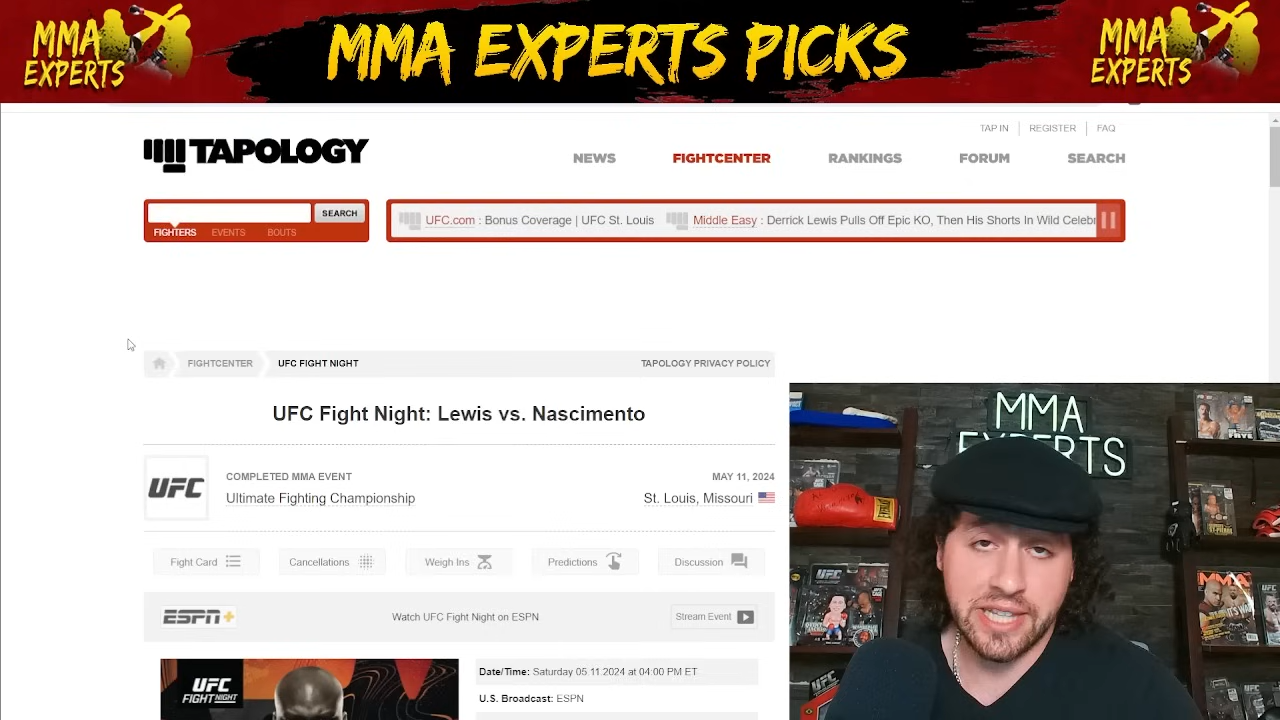 MMA
EXPERTS
MMA EXPERTS PICKS
MMA
EXPERTS
TAP IN
REGISTER
FAQ
TAPOLOGY
NEWS
FIGHTCENTER
RANKINGS
FORUM
SEARCH
SEARCH
FIGHTERS
EVENTS
BOUTS
UFC.com : Bonus Coverage | UFC St. Louis
Middle Easy : Derrick Lewis Pulls Off Epic KO, Then His Shorts In Wild Celebr
FIGHTCENTER
UFC FIGHT NIGHT
TAPOLOGY PRIVACY POLICY
UFC Fight Night: Lewis vs. Nascimento
UFC
COMPLETED MMA EVENT
MAY 11, 2024
Ultimate Fighting Championship
St. Louis, Missouri
Fight Card
Cancellations
Weigh Ins
Predictions
Discussion
ESPN+
Watch UFC Fight Night on ESPN
Stream Event
UFC
FIGHT NIGHT
Date/Time: Saturday 05.11.2024 at 04:00 PM ET
U.S. Broadcast: ESPN
MMA
EXPERTS
UFC
MMA